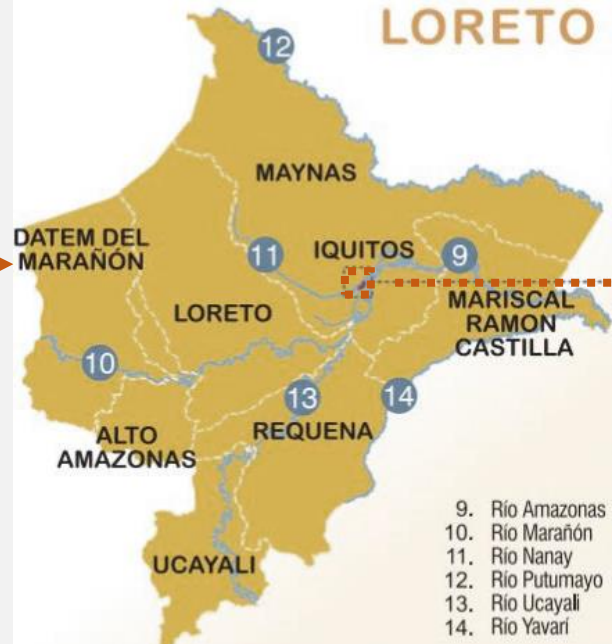 LORETO
12
MAYNAS
DATEM DEL
MARAÑÓN
11
IQUITOS
9
LORETO
MARISCAL
RAMON
CASTILLA
10
13
14
ALTO
AMAZONAS
REQUENA
UCAYALI
9. Río Amazonas
10. Río Marañón
11. Río Nanay
12. Río Putumayo
13. Río Ucayali
14. Río Yavarí